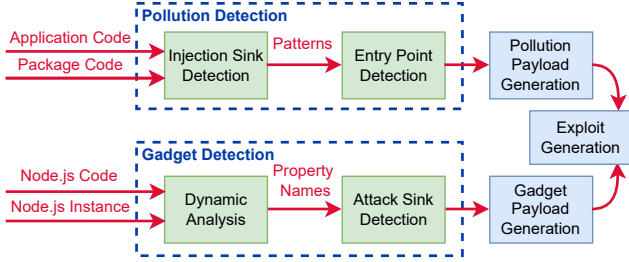 Pollution Detection
Application Code
Package Code
Injection Sink
Detection
Patterns
Entry Point
Detection
Pollution
Payload
Generation
Exploit
Generation
Gadget Detection
Node.js Code
Node.js Instance
Dynamic
Analysis
Property
Names
Attack Sink
Detection
Gadget
Payload
Generation